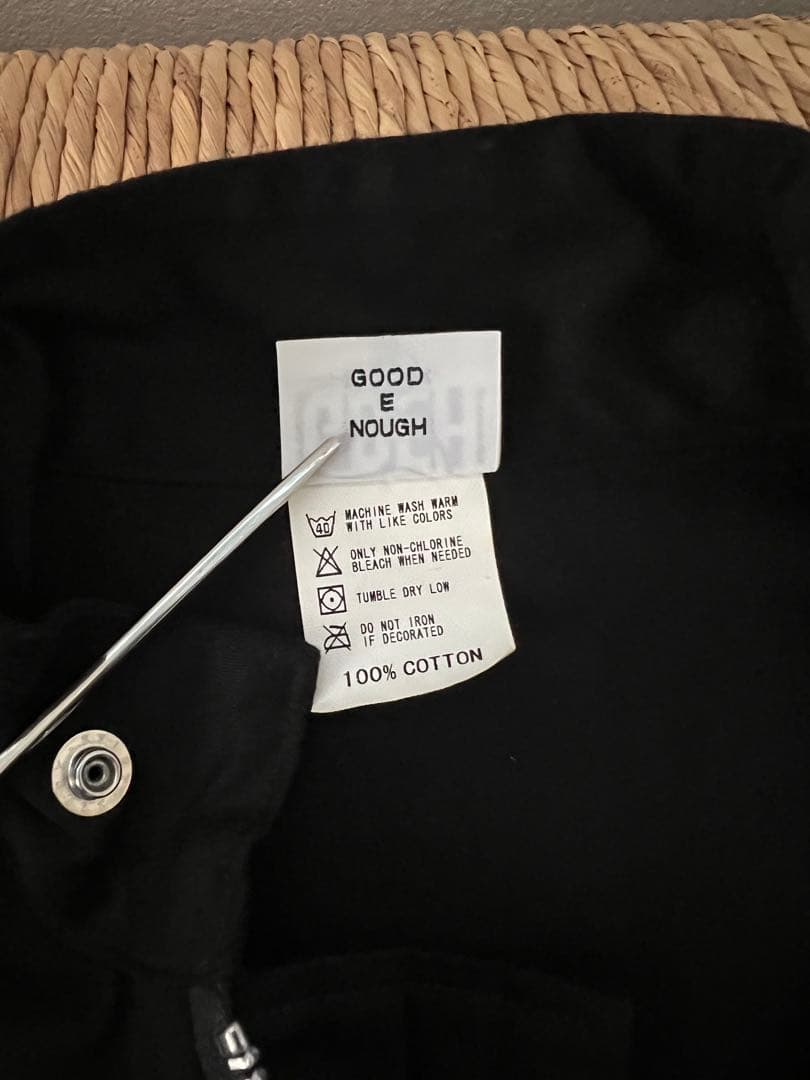 GOOD
E
NOUGH
40
MACHINE WASH WARM
WITH LIKE COLORS
ONLY NON-CHLORINE
BLEACH WHEN NEEDED
TUMBLE DRY LOW
DO NOT IRON
IF DECORATED
100% COTTON